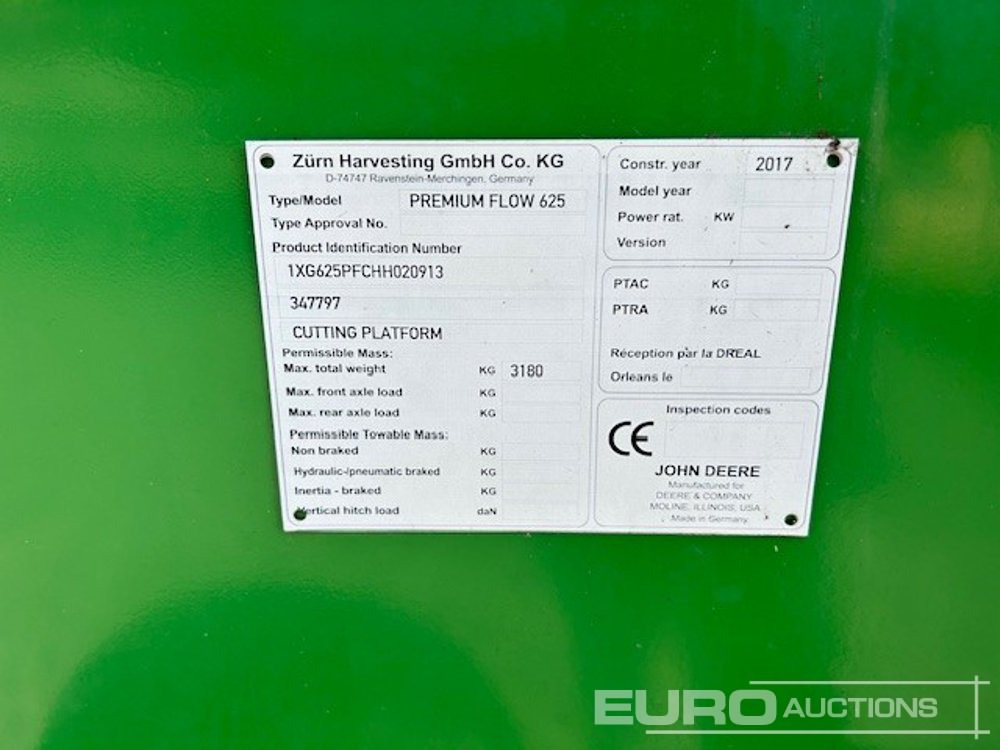 Zürn Harvesting GmbH Co. KG
D-74747 Ravenstein-Merchingen, Germany
Type/Model PREMIUM FLOW 625
Type Approval No.
Product Identification Number
1XG625PFCHH020913
347797
CUTTING PLATFORM
Permissible Mass:
Max. total weight KG 3180
Max. front axle load KG
Max. rear axle load KG
Permissible Towable Mass:
Non braked KG
Hydraulic-/pneumatic braked KG
Inertia - braked KG
Vertical hitch load daN
Constr. year 2017
Model year
Power rat. KW
Version
PTAC KG
PTRA KG
Réception par la DREAL
Orleans le
Inspection codes
CE
JOHN DEERE
Manufactured for
DEERE & COMPANY
MOLINE, ILLINOIS, USA
Made in Germany
EURO AUCTIONS